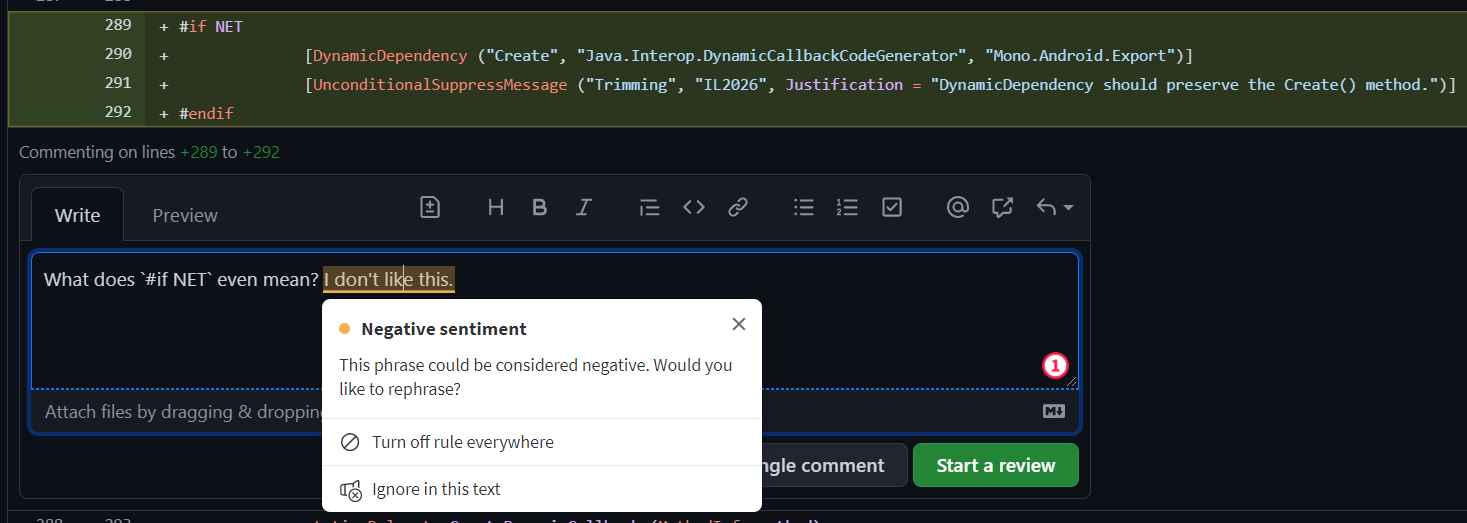 289 + #if NET
290 + [DynamicDependency ("Create", "Java.Interop.DynamicCallbackCodeGenerator", "Mono.Android.Export")]
291 + [UnconditionalSuppressMessage ("Trimming", "IL2026", Justification = "DynamicDependency should preserve the Create() method.")]
292 + #endif
Commenting on lines +289 to +292
Write Preview H B I
What does `#if NET` even mean? I don't like this.
Negative sentiment
This phrase could be considered negative. Would you
like to rephrase?
1
Attach files by dragging & dropping
M
Turn off rule everywhere
ngle comment Start a review
Ignore in this text